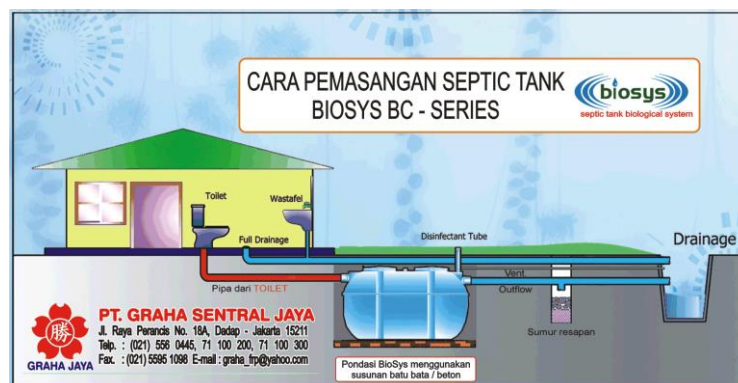 CARA PEMASANGAN SEPTIC TANK
BIOSYS BC - SERIES
biosys
septic tank biological system
Toilet
Wastafel
Full Drainage
Disinfectant Tube
Drainage
Pipa dari TOILET
Vent
Outflow
Sumur resapan
勝
GRAHA JAYA
PT. GRAHA SENTRAL JAYA
Jl. Raya Perancis No. 18A, Dadap - Jakarta 15211
Telp. : (021) 556 0445, 71 100 200, 71 100 300
Fax. : (021) 5595 1098 E-mail : graha_frp@yahoo.com
Pondasi BioSys menggunakan
susunan batu bata / beton